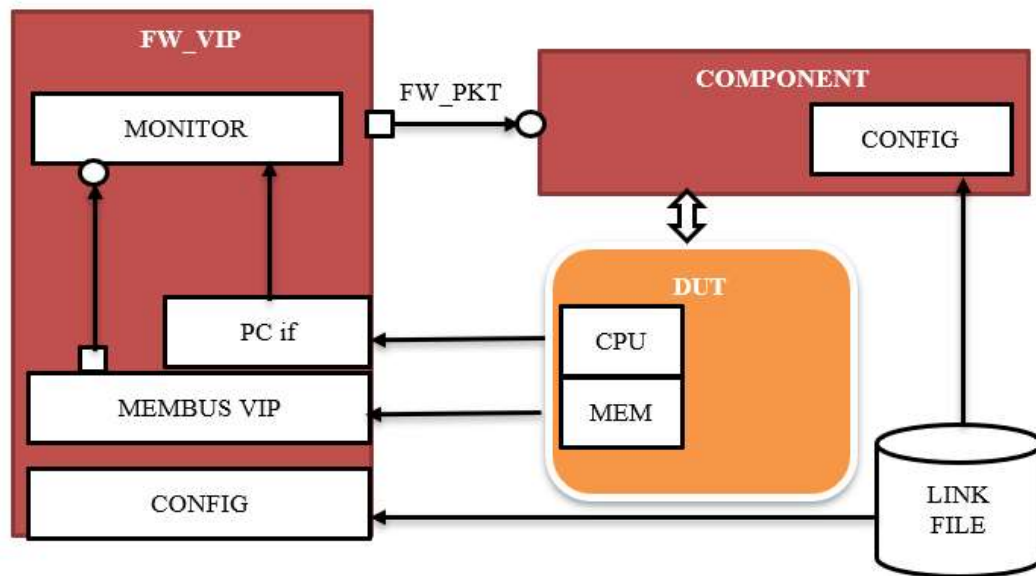 FW_VIP
MONITOR
FW_PKT
COMPONENT
CONFIG
DUT
PC if
CPU
MEMBUS VIP
MEM
CONFIG
LINK
FILE